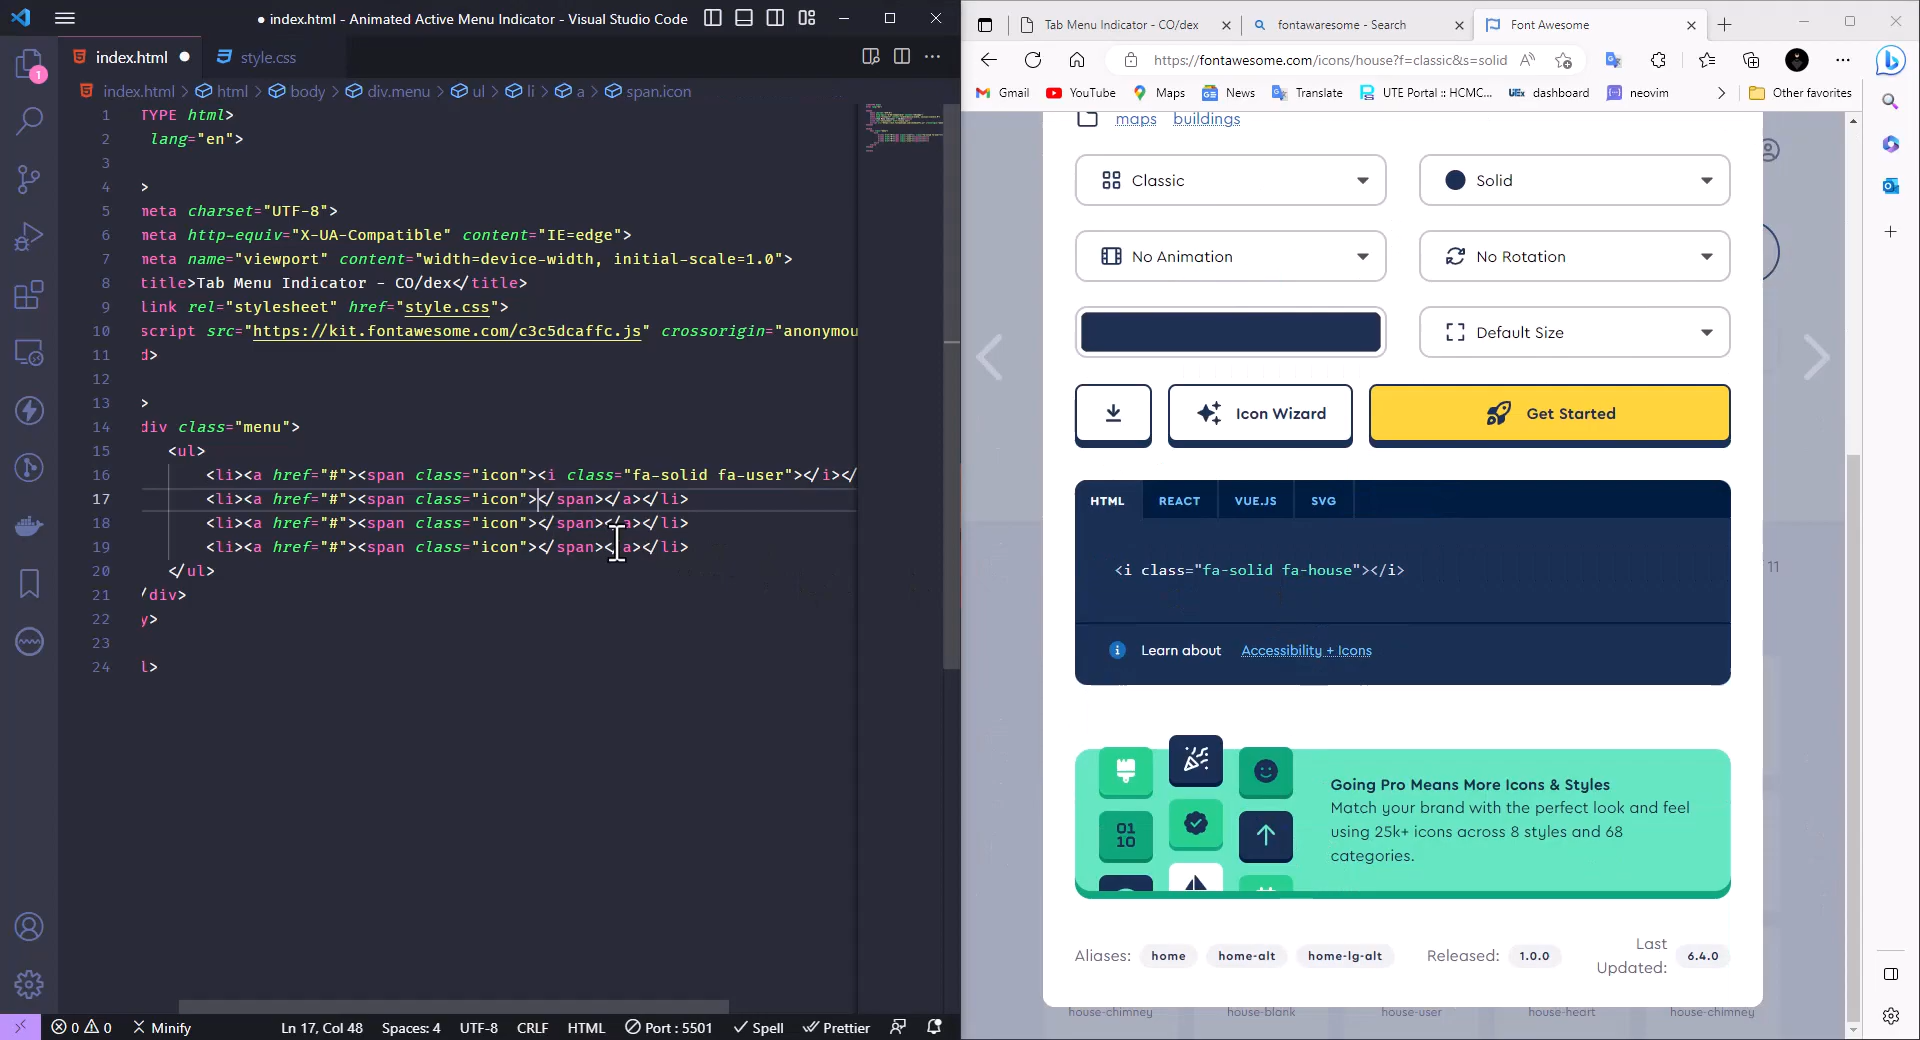 ● index.html - Animated Active Menu Indicator - Visual Studio Code
index.html ●
style.css
index.html > html > body > div.menu > ul > li > a > span.icon
1 TYPE html>
2 lang="en">
3
4 >
5 meta charset="UTF-8">
6 meta http-equiv="X-UA-Compatible" content="IE=edge">
7 meta name="viewport" content="width=device-width, initial-scale=1.0">
8 title>Tab Menu Indicator - CO/dex</title>
9 link rel="stylesheet" href="style.css">
10 script src="https://kit.fontawesome.com/c3c5dcaffc.js" crossorigin="anonymou
11 d>
12
13 >
14 div class="menu">
15 <ul>
16 <li><a href="#"><span class="icon"><i class="fa-solid fa-user"></i></
17 <li><a href="#"><span class="icon"></span></a></li>
18 <li><a href="#"><span class="icon"></span></a></li>
19 <li><a href="#"><span class="icon"></span></a></li>
20 </ul>
21 /div>
22 y>
23
24 l>
1
0 0 Minify Ln 17, Col 48 Spaces: 4 UTF-8 CRLF HTML Port : 5501 Spell Prettier
Tab Menu Indicator - CO/dex
fontawaresome - Search
Font Awesome
https://fontawesome.com/icons/house?f=classic&s=solid
Gmail YouTube Maps News Translate UTE Portal :: HCMC... dashboard neovim Other favorites
maps buildings
Classic
Solid
No Animation
No Rotation
Default Size
Icon Wizard
Get Started
HTML REACT VUE.JS SVG
<i class="fa-solid fa-house"></i>
11
Learn about Accessibility + Icons
Going Pro Means More Icons & Styles
Match your brand with the perfect look and feel
using 25k+ icons across 8 styles and 68
categories.
01
10
Aliases: home home-alt home-lg-alt Released: 1.0.0 Last Updated: 6.4.0
house-chimney house-blank house-user house-heart house-chimney